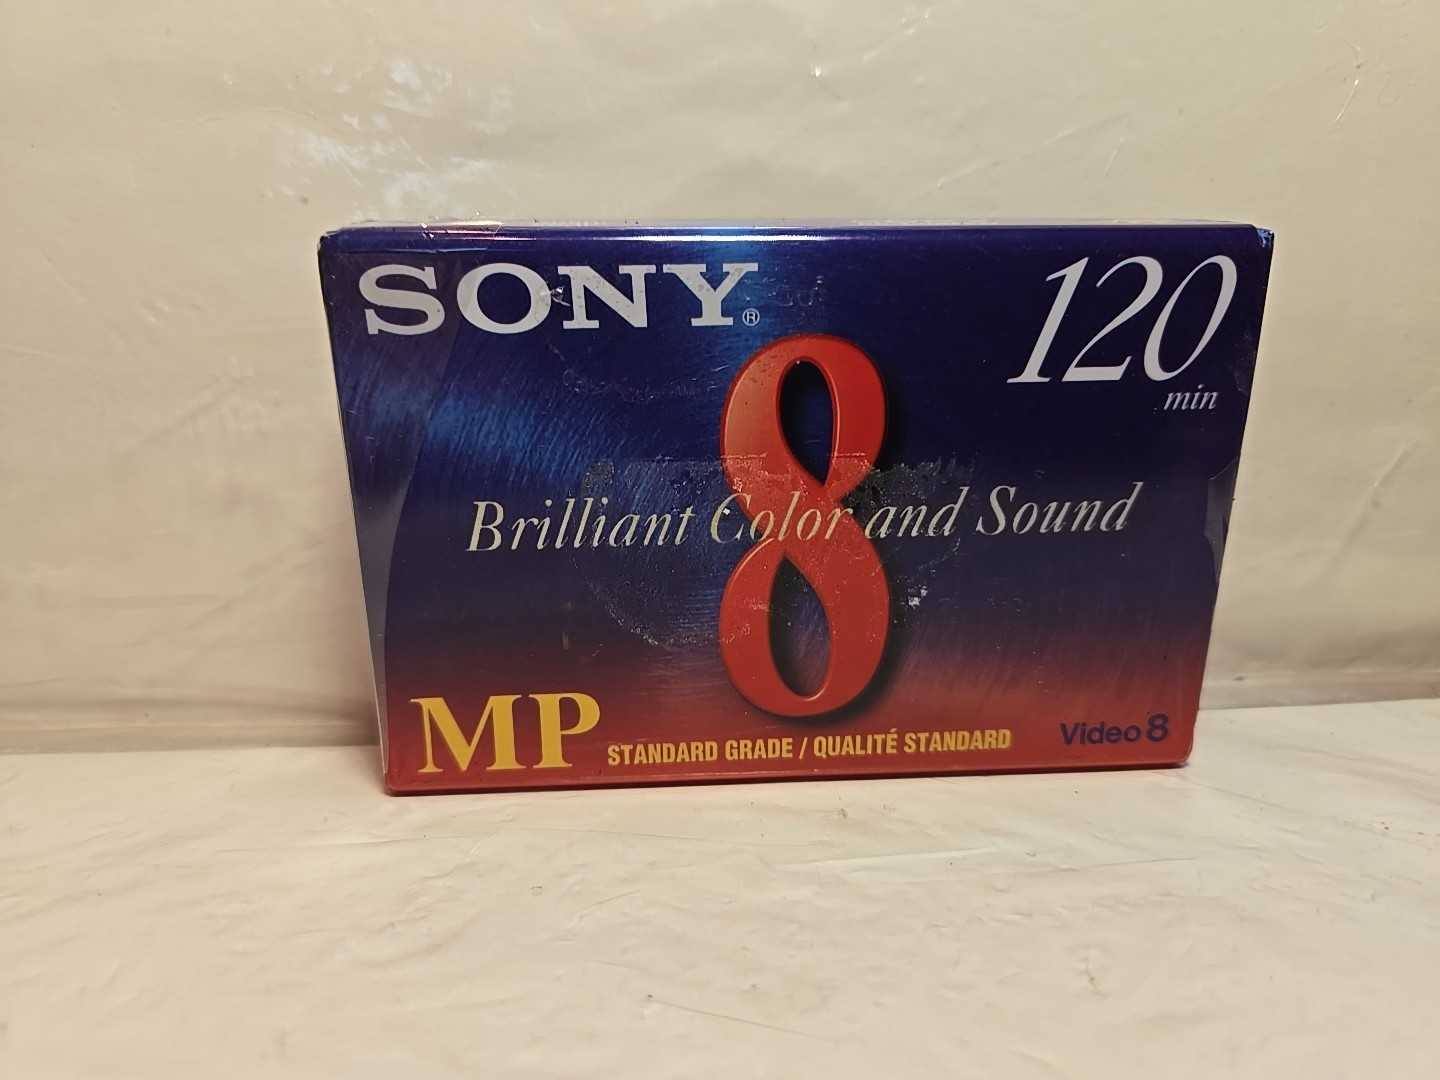 SONY®
120
min
8
Brilliant Color and Sound
MP STANDARD GRADE / QUALITÉ STANDARD
Video 8